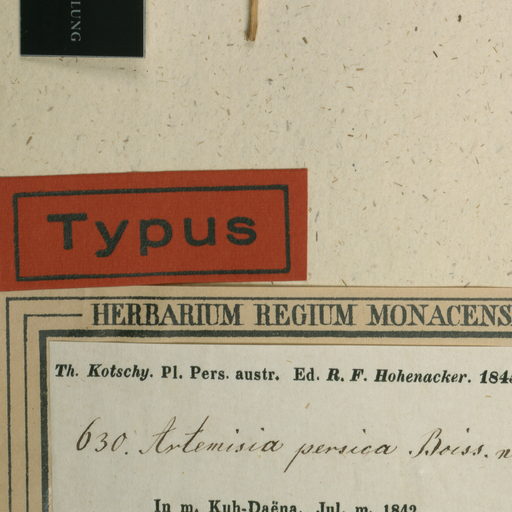 LUNG
Typus
HERBARIUM REGIUM MONACENS
Th. Kotschy. Pl. Pers. austr. Ed. R. F. Hohenacker. 184
630. Artemisia persica Boiss. n
In m. Kuh-Daëna. Jul. m. 1842.